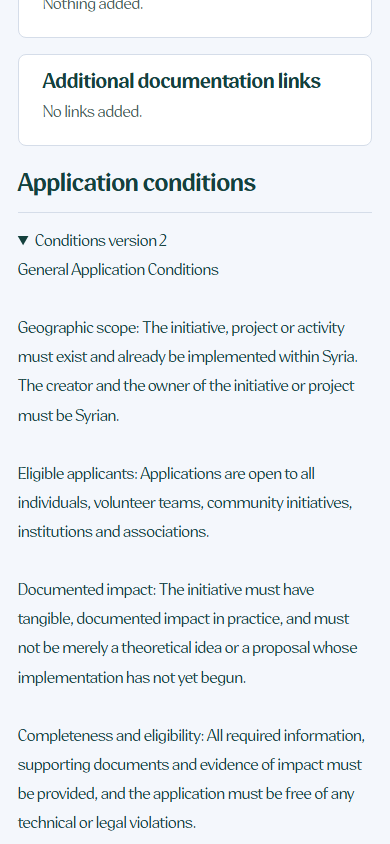 Nothing added.
Additional documentation links
No links added.
Application conditions
▼ Conditions version 2
General Application Conditions
Geographic scope: The initiative, project or activity
must exist and already be implemented within Syria.
The creator and the owner of the initiative or project
must be Syrian.
Eligible applicants: Applications are open to all
individuals, volunteer teams, community initiatives,
institutions and associations.
Documented impact: The initiative must have
tangible, documented impact in practice, and must
not be merely a theoretical idea or a proposal whose
implementation has not yet begun.
Completeness and eligibility: All required information,
supporting documents and evidence of impact must
be provided, and the application must be free of any
technical or legal violations.